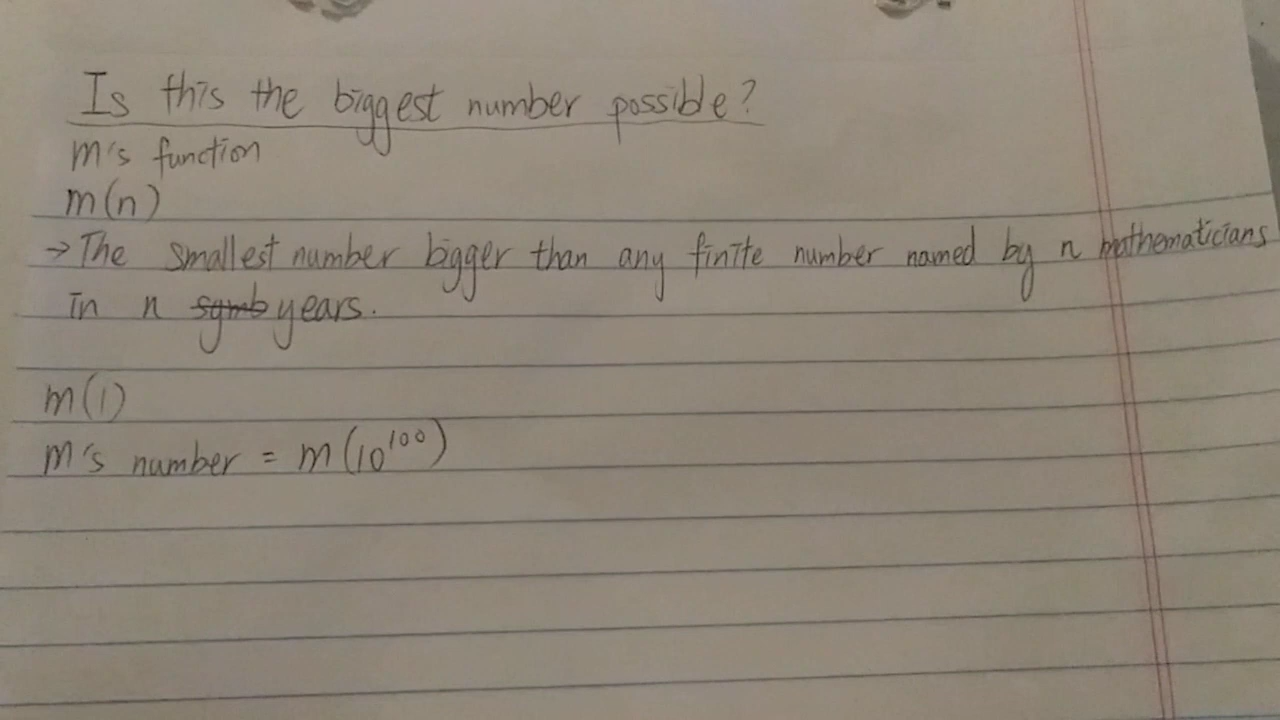 Is this the biggest number possible?
m's function
m(n)
→The smallest number bigger than any finite number named by n mathematicians
in n symb years.
m(1)
m's number = m(10^100)